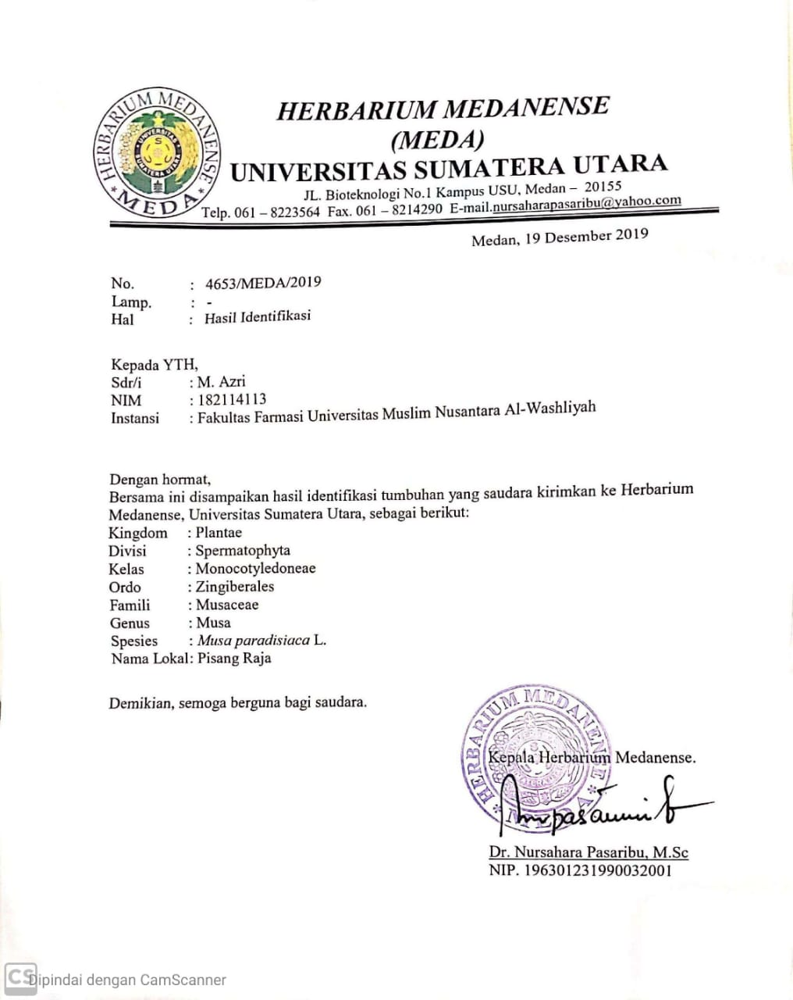 HERBARIUM MEDANENSE
(MEDA)
UNIVERSITAS SUMATERA UTARA
JL. Bioteknologi No.1 Kampus USU, Medan – 20155
Telp. 061 – 8223564 Fax. 061 – 8214290 E-mail.nursaharapasaribu@yahoo.com
HERBARIUM MEDANENSE
* MEDA *
UNIVERSITAS
SUMATERA UTARA
Medan, 19 Desember 2019
No. : 4653/MEDA/2019
Lamp. : -
Hal : Hasil Identifikasi
Kepada YTH,
Sdr/i : M. Azri
NIM : 182114113
Instansi : Fakultas Farmasi Universitas Muslim Nusantara Al-Washliyah
Dengan hormat,
Bersama ini disampaikan hasil identifikasi tumbuhan yang saudara kirimkan ke Herbarium
Medanense, Universitas Sumatera Utara, sebagai berikut:
Kingdom : Plantae
Divisi : Spermatophyta
Kelas : Monocotyledoneae
Ordo : Zingiberales
Famili : Musaceae
Genus : Musa
Spesies : Musa paradisiaca L.
Nama Lokal: Pisang Raja
Demikian, semoga berguna bagi saudara.
HERBARIUM MEDANENSE
* MEDA *
Kepala Herbarium Medanense.
Dr. Nursahara Pasaribu, M.Sc
NIP. 196301231990032001
CS Dipindai dengan CamScanner